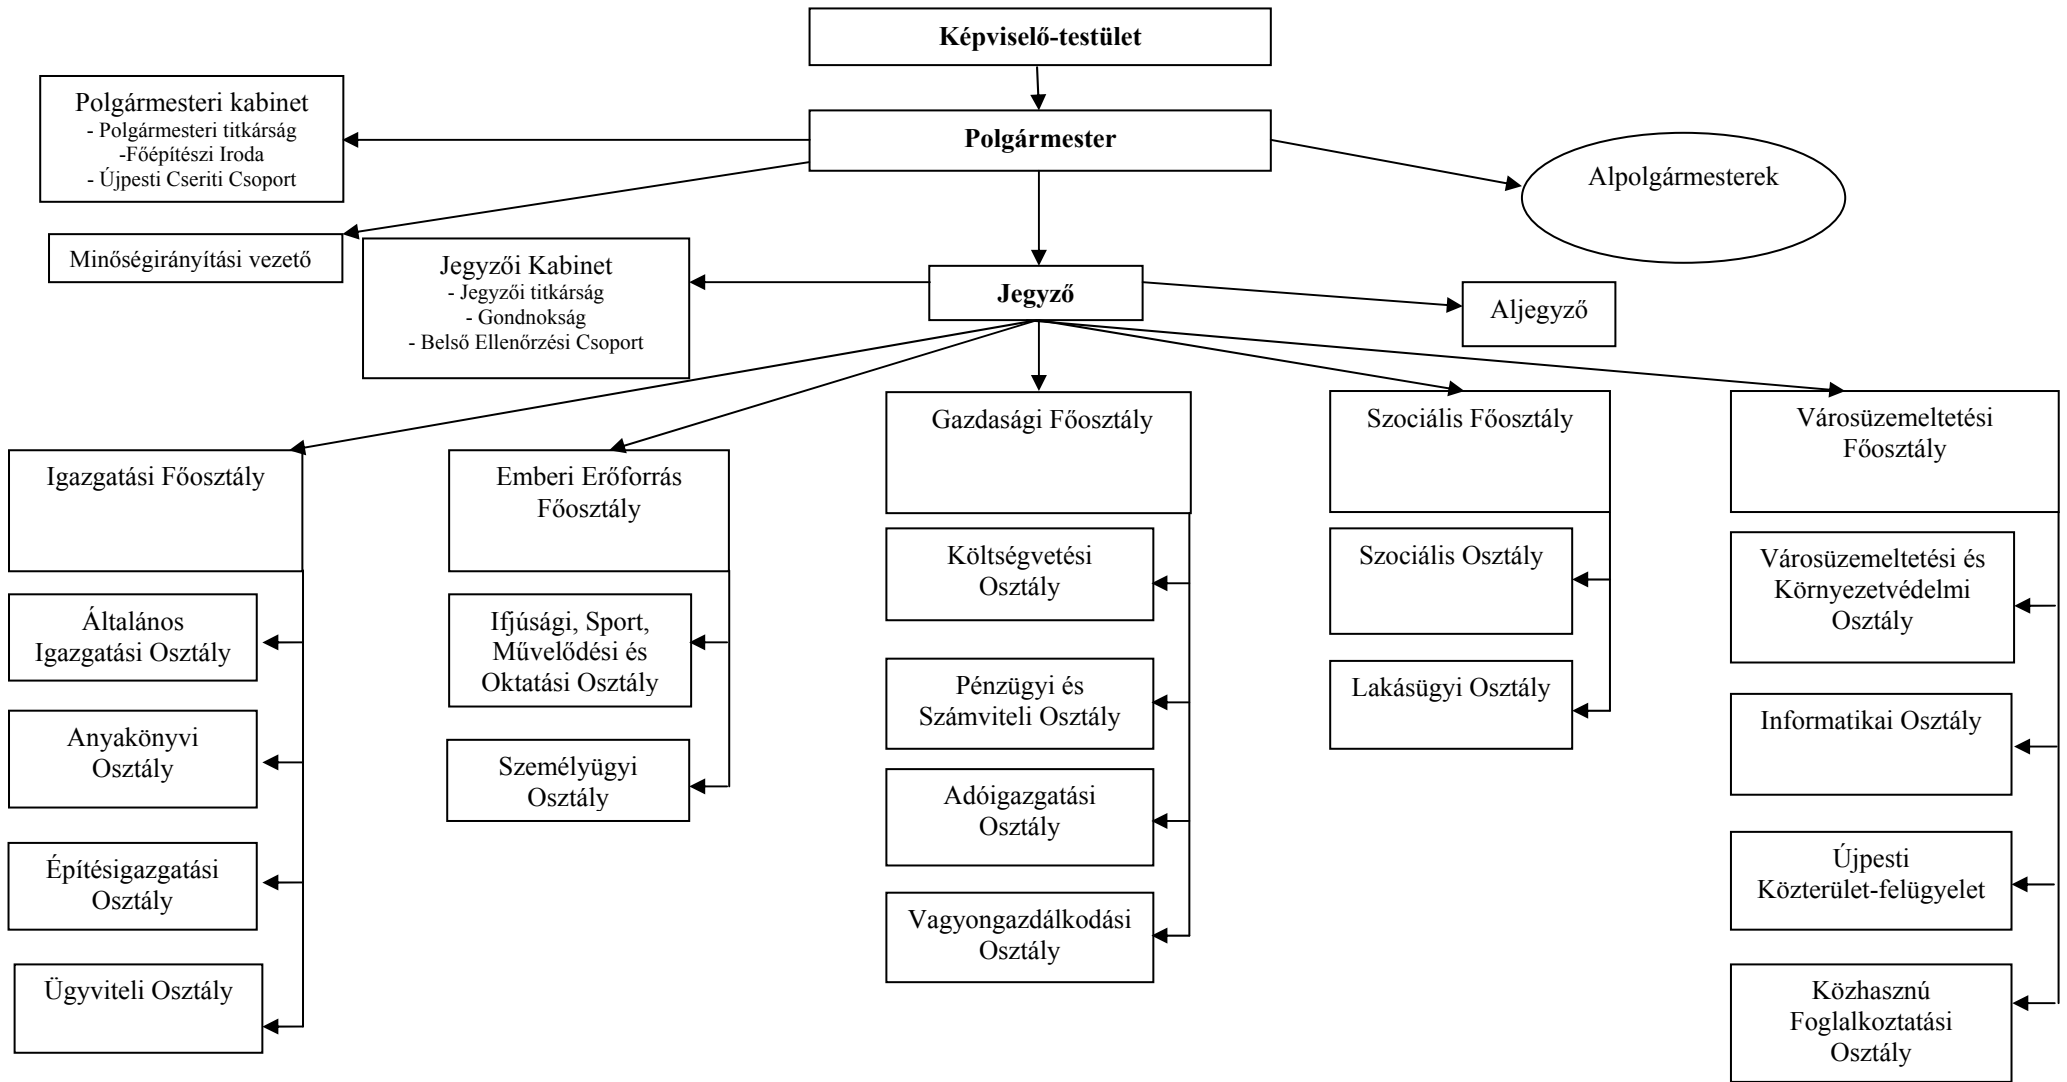 Képviselő-testület
Polgármesteri kabinet
- Polgármesteri titkárság
-Főépítészi Iroda
- Újpesti Cseriti Csoport
Polgármester
Alpolgármesterek
Minőségirányítási vezető
Jegyzői Kabinet
- Jegyzői titkárság
- Gondnokság
- Belső Ellenőrzési Csoport
Jegyző
Aljegyző
Igazgatási Főosztály
Emberi Erőforrás
Főosztály
Gazdasági Főosztály
Szociális Főosztály
Városüzemeltetési
Főosztály
Általános
Igazgatási Osztály
Anyakönyvi
Osztály
Építésigazgatási
Osztály
Ügyviteli Osztály
Ifjúsági, Sport,
Művelődési és
Oktatási Osztály
Személyügyi
Osztály
Költségvetési
Osztály
Pénzügyi és
Számviteli Osztály
Adóigazgatási
Osztály
Vagyongazdálkodási
Osztály
Szociális Osztály
Lakásügyi Osztály
Városüzemeltetési és
Környezetvédelmi
Osztály
Informatikai Osztály
Újpesti
Közterület-felügyelet
Közhasznú
Foglalkoztatási
Osztály